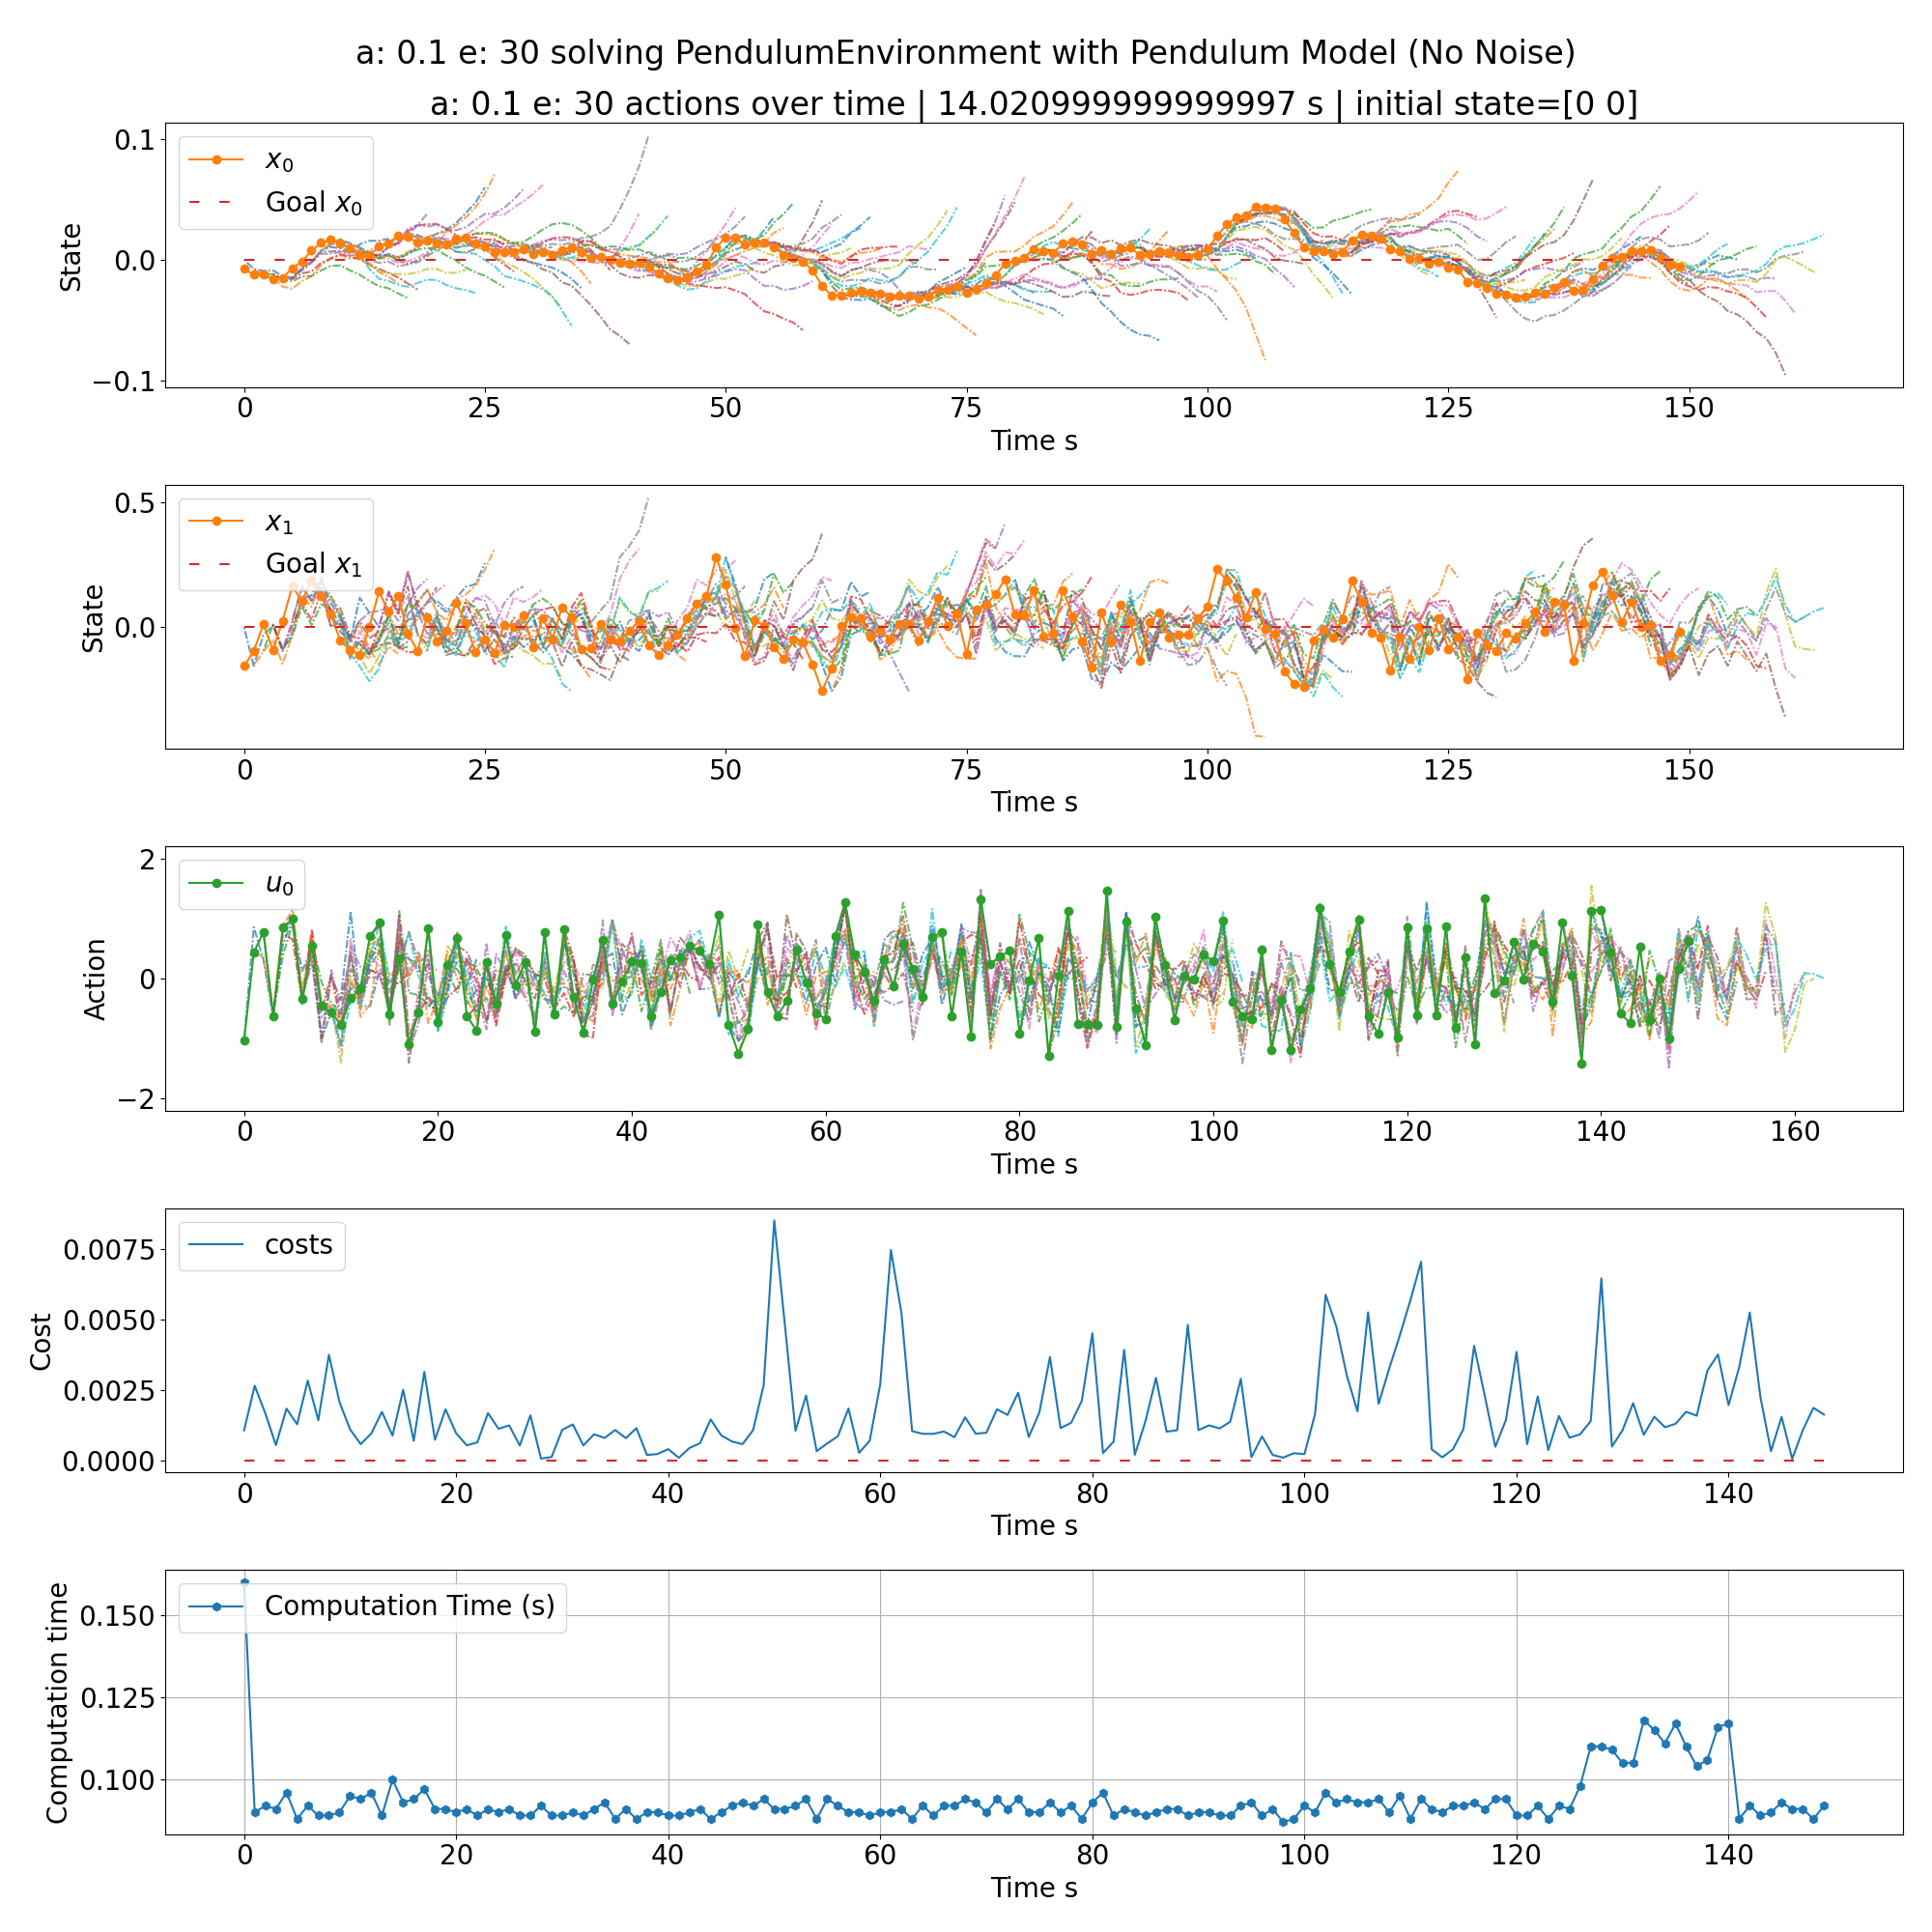 a: 0.1 e: 30 solving PendulumEnvironment with Pendulum Model (No Noise)
a: 0.1 e: 30 actions over time | 14.020999999999997 s | initial state=[0 0]
x₀
Goal x₀
State
0.1
0.0
−0.1
0 25 50 75 100 125 150
Time s
x₁
Goal x₁
State
0.5
0.0
0 25 50 75 100 125 150
Time s
u₀
Action
2
0
−2
0 20 40 60 80 100 120 140 160
Time s
costs
Cost
0.0075
0.0050
0.0025
0.0000
0 20 40 60 80 100 120 140
Time s
Computation Time (s)
Computation time
0.150
0.125
0.100
0 20 40 60 80 100 120 140
Time s